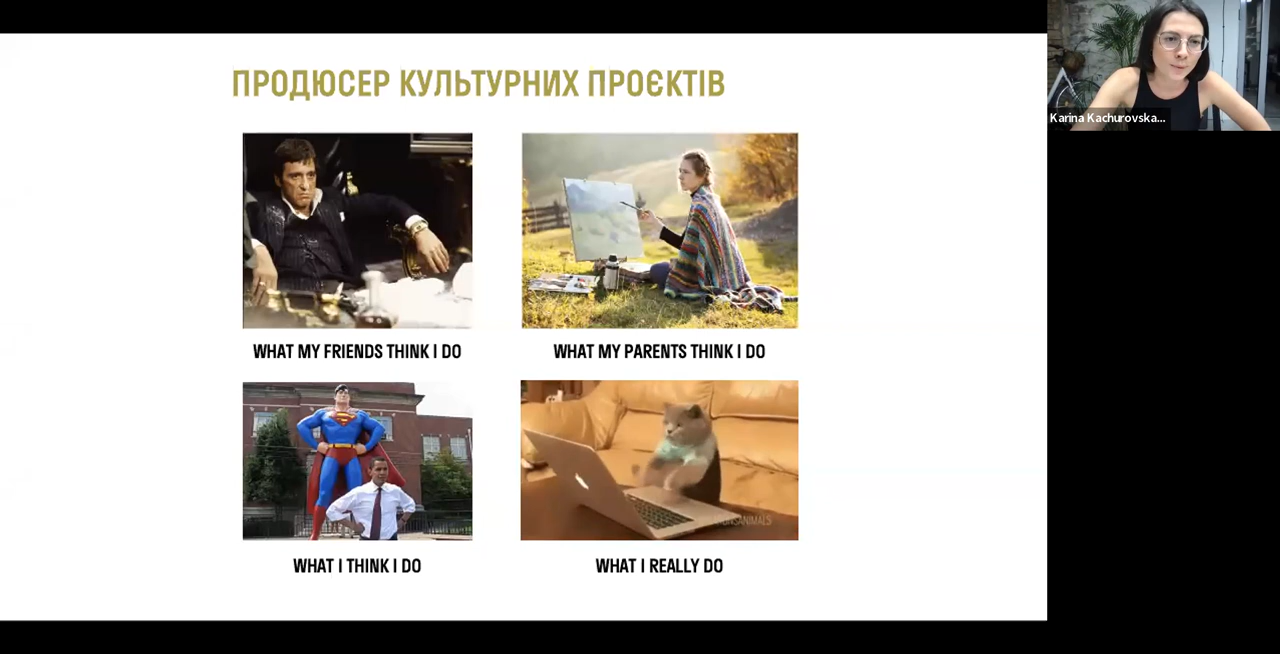 ПРОДЮСЕР КУЛЬТУРНИХ ПРОЄКТІВ
Karina Kachurovska...
WHAT MY FRIENDS THINK I DO
WHAT MY PARENTS THINK I DO
WHAT I THINK I DO
WHAT I REALLY DO